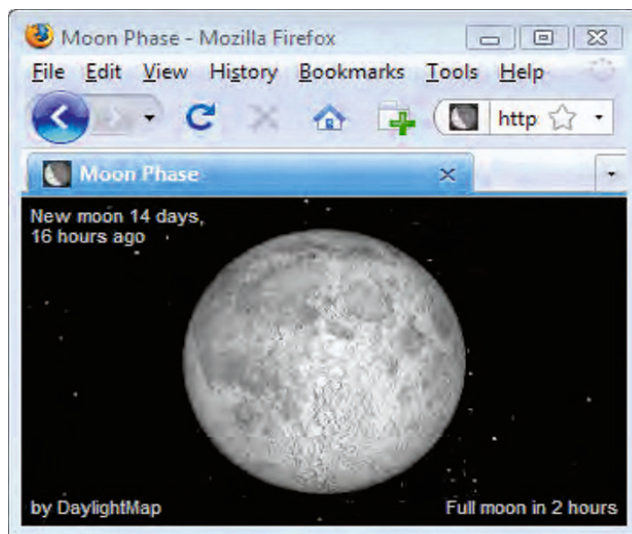 Moon Phase - Mozilla Firefox
File Edit View History Bookmarks Tools Help
http
Moon Phase
New moon 14 days,
16 hours ago
by DaylightMap
Full moon in 2 hours